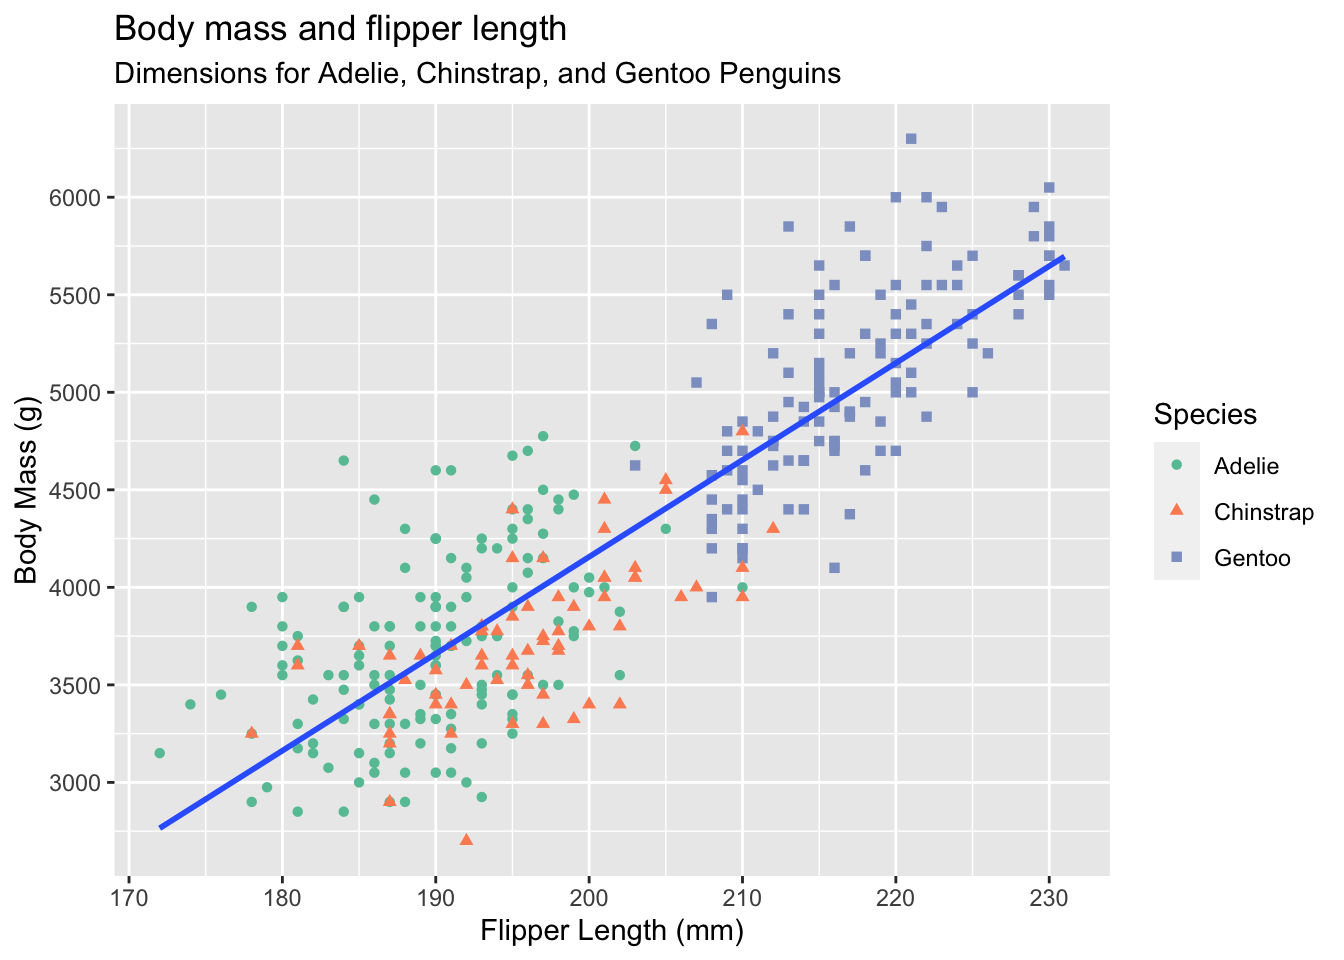 Body mass and flipper length
Dimensions for Adelie, Chinstrap, and Gentoo Penguins
6000
5500
5000
4500
4000
3500
3000
Body Mass (g)
170 180 190 200 210 220 230
Flipper Length (mm)
Species
Adelie
Chinstrap
Gentoo